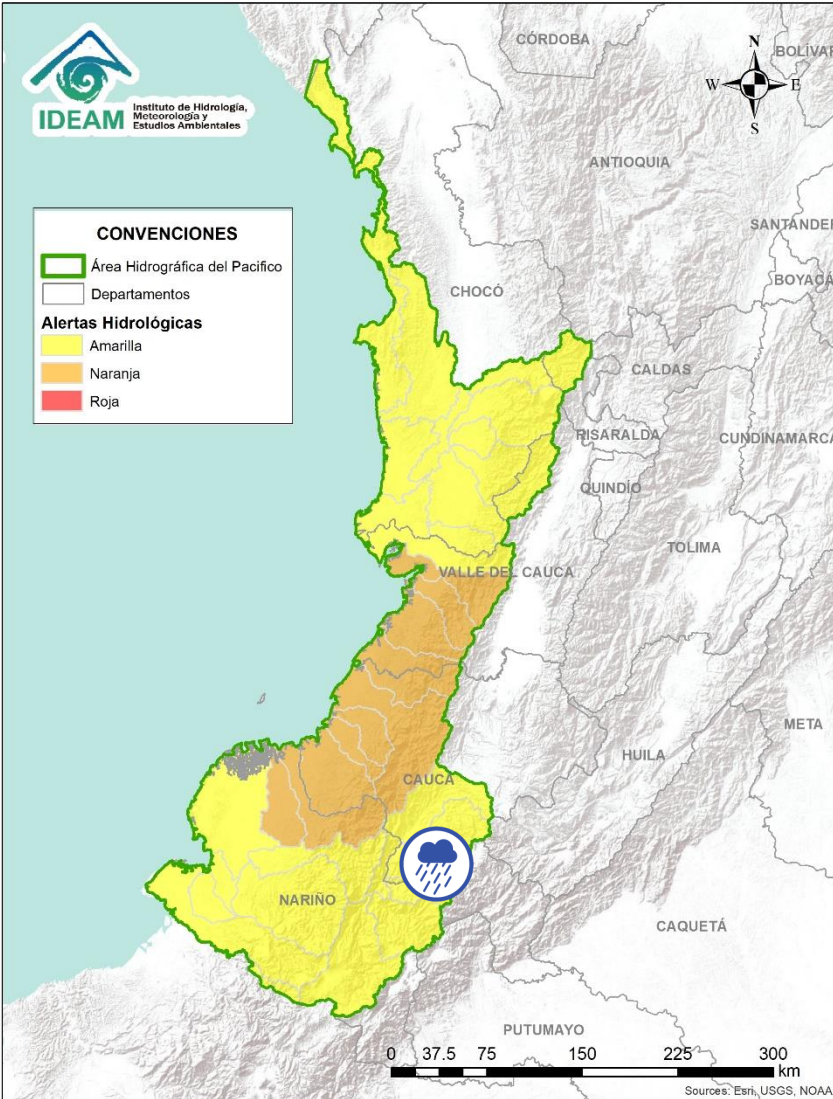 IDEAM
Instituto de Hidrología,
Meteorología y
Estudios Ambientales
N
W
E
S
CÓRDOBA
BOLÍVAR
ANTIOQUIA
SANTANDER
BOYACÁ
CONVENCIONES
Área Hidrográfica del Pacifico
Departamentos
Alertas Hidrológicas
Amarilla
Naranja
Roja
CHOCÓ
CALDAS
RISARALDA
CUNDINAMARCA
QUINDÍO
TOLIMA
VALLE DEL CAUCA
META
HUILA
CAUCA
NARIÑO
CAQUETÁ
PUTUMAYO
0 37.5 75 150 225 300
km
Sources: Esri, USGS, NOAA